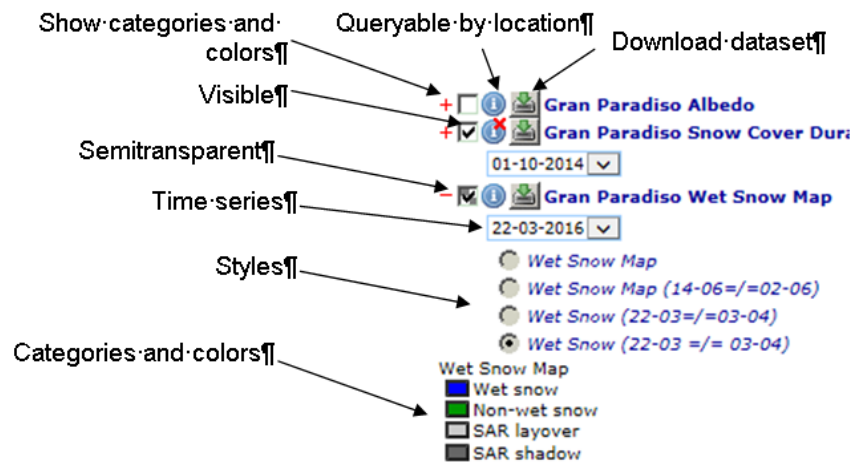 Show·categories·and·
colors¶
Queryable·by·location¶
Download·dataset¶
Visible¶
+ Gran Paradiso Albedo
+ Gran Paradiso Snow Cover Dura
01-10-2014
Semitransparent¶
− Gran Paradiso Wet Snow Map
Time·series¶
22-03-2016
Styles¶
Wet Snow Map
Wet Snow Map (14-06=/=02-06)
Wet Snow (22-03=/=03-04)
Wet Snow (22-03 =/= 03-04)
Categories·and·colors¶
Wet Snow Map
Wet snow
Non-wet snow
SAR layover
SAR shadow